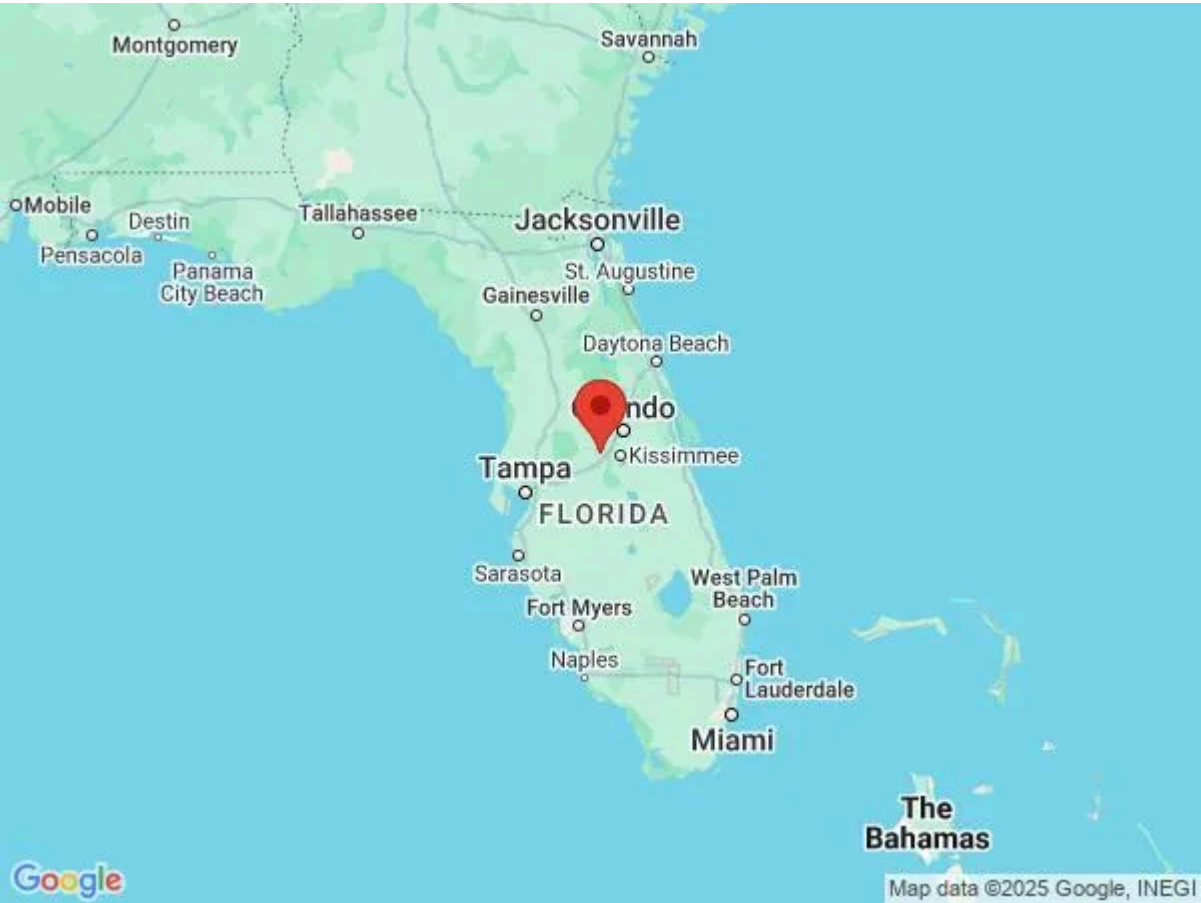 Montgomery
Savannah
Mobile
Destin
Tallahassee
Jacksonville
Pensacola
Panama
City Beach
St. Augustine
Gainesville
Daytona Beach
ndo
Kissimmee
Tampa
FLORIDA
Sarasota
West Palm
Beach
Fort Myers
Naples
Fort
Lauderdale
Miami
The
Bahamas
Google
Map data ©2025 Google, INEGI